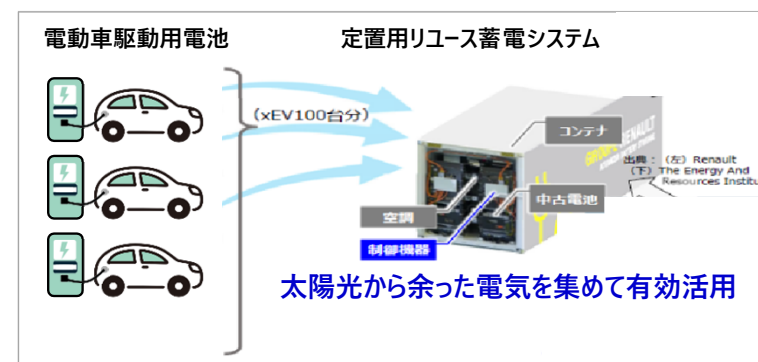 電動車駆動用電池
定置用リユース蓄電システム
(xEV100台分)
コンテナ
GROUPE RENAULT
出典：（左）Renault
（下）The Energy And
Resources Institu
中古電池
空調
制御機器
太陽光から余った電気を集めて有効活用